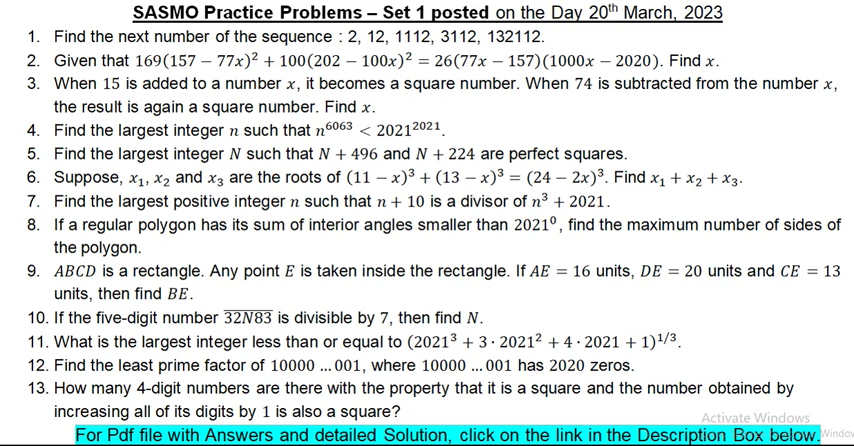 SASMO Practice Problems – Set 1 posted on the Day 20th March, 2023
1. Find the next number of the sequence : 2, 12, 1112, 3112, 132112.
2. Given that 169(157 − 77x)² + 100(202 − 100x)² = 26(77x − 157)(1000x − 2020). Find x.
3. When 15 is added to a number x, it becomes a square number. When 74 is subtracted from the number x,
the result is again a square number. Find x.
4. Find the largest integer n such that n⁶⁰⁶³ < 2021²⁰²¹.
5. Find the largest integer N such that N + 496 and N + 224 are perfect squares.
6. Suppose, x₁, x₂ and x₃ are the roots of (11 − x)³ + (13 − x)³ = (24 − 2x)³. Find x₁ + x₂ + x₃.
7. Find the largest positive integer n such that n + 10 is a divisor of n³ + 2021.
8. If a regular polygon has its sum of interior angles smaller than 2021⁰, find the maximum number of sides of
the polygon.
9. ABCD is a rectangle. Any point E is taken inside the rectangle. If AE = 16 units, DE = 20 units and CE = 13
units, then find BE.
10. If the five-digit number 32N83 is divisible by 7, then find N.
11. What is the largest integer less than or equal to (2021³ + 3 · 2021² + 4 · 2021 + 1)^{1/3}.
12. Find the least prime factor of 10000 … 001, where 10000 … 001 has 2020 zeros.
13. How many 4-digit numbers are there with the property that it is a square and the number obtained by
increasing all of its digits by 1 is also a square?
Activate Windows
For Pdf file with Answers and detailed Solution, click on the link in the Description Box below.